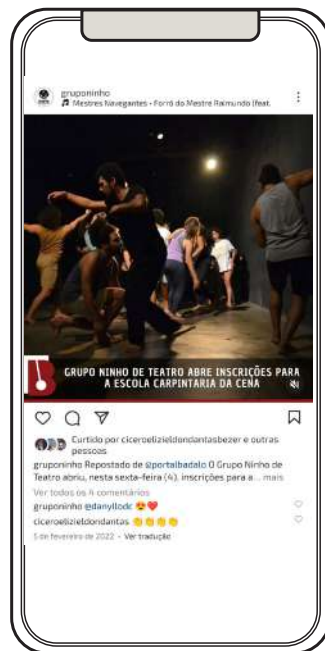 gruponinho
Mestres Navegantes • Forró do Mestre Raimundo (feat.
GRUPO NINHO DE TEATRO ABRE INSCRIÇÕES PARA
A ESCOLA CARPINTARIA DA CENA
Curtido por ciceroelizieldondantasbezer e outras
pessoas
gruponinho Repostado de @portalbadalo O Grupo Ninho de
Teatro abriu, nesta sexta-feira (4), inscrições para a... mais
Ver todos os 4 comentários
gruponinho @danyllodc 😍❤️
ciceroelizieldondantas 👏👏👏👏
5 de fevereiro de 2022 • Ver tradução